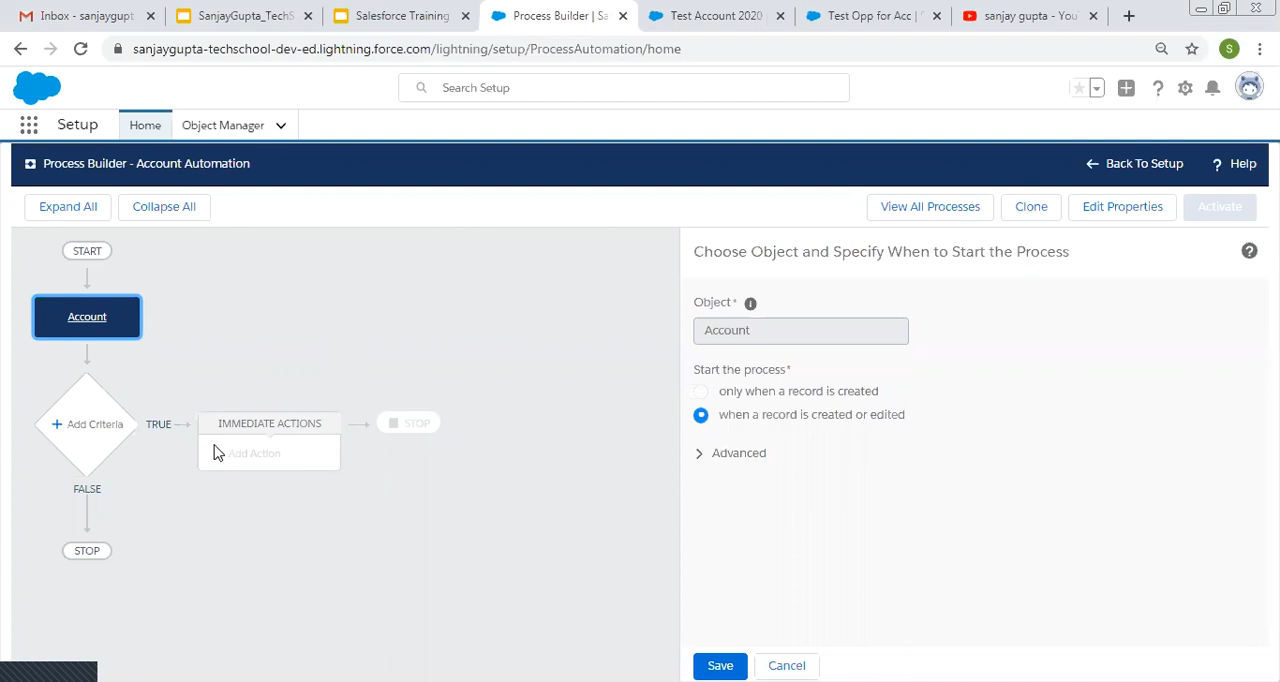 Inbox - sanjaygupt
SanjayGupta_TechS
Salesforce Training
Process Builder | Sa
Test Account 2020
Test Opp for Acc |
sanjay gupta - You
sanjaygupta-techschool-dev-ed.lightning.force.com/lightning/setup/ProcessAutomation/home
S
Search Setup
Setup
Home
Object Manager
Process Builder - Account Automation
Back To Setup
? Help
Expand All
Collapse All
View All Processes
Clone
Edit Properties
Activate
START
Account
+ Add Criteria
TRUE
IMMEDIATE ACTIONS
Add Action
STOP
FALSE
STOP
Choose Object and Specify When to Start the Process
Object*
Account
Start the process*
only when a record is created
when a record is created or edited
Advanced
Save
Cancel